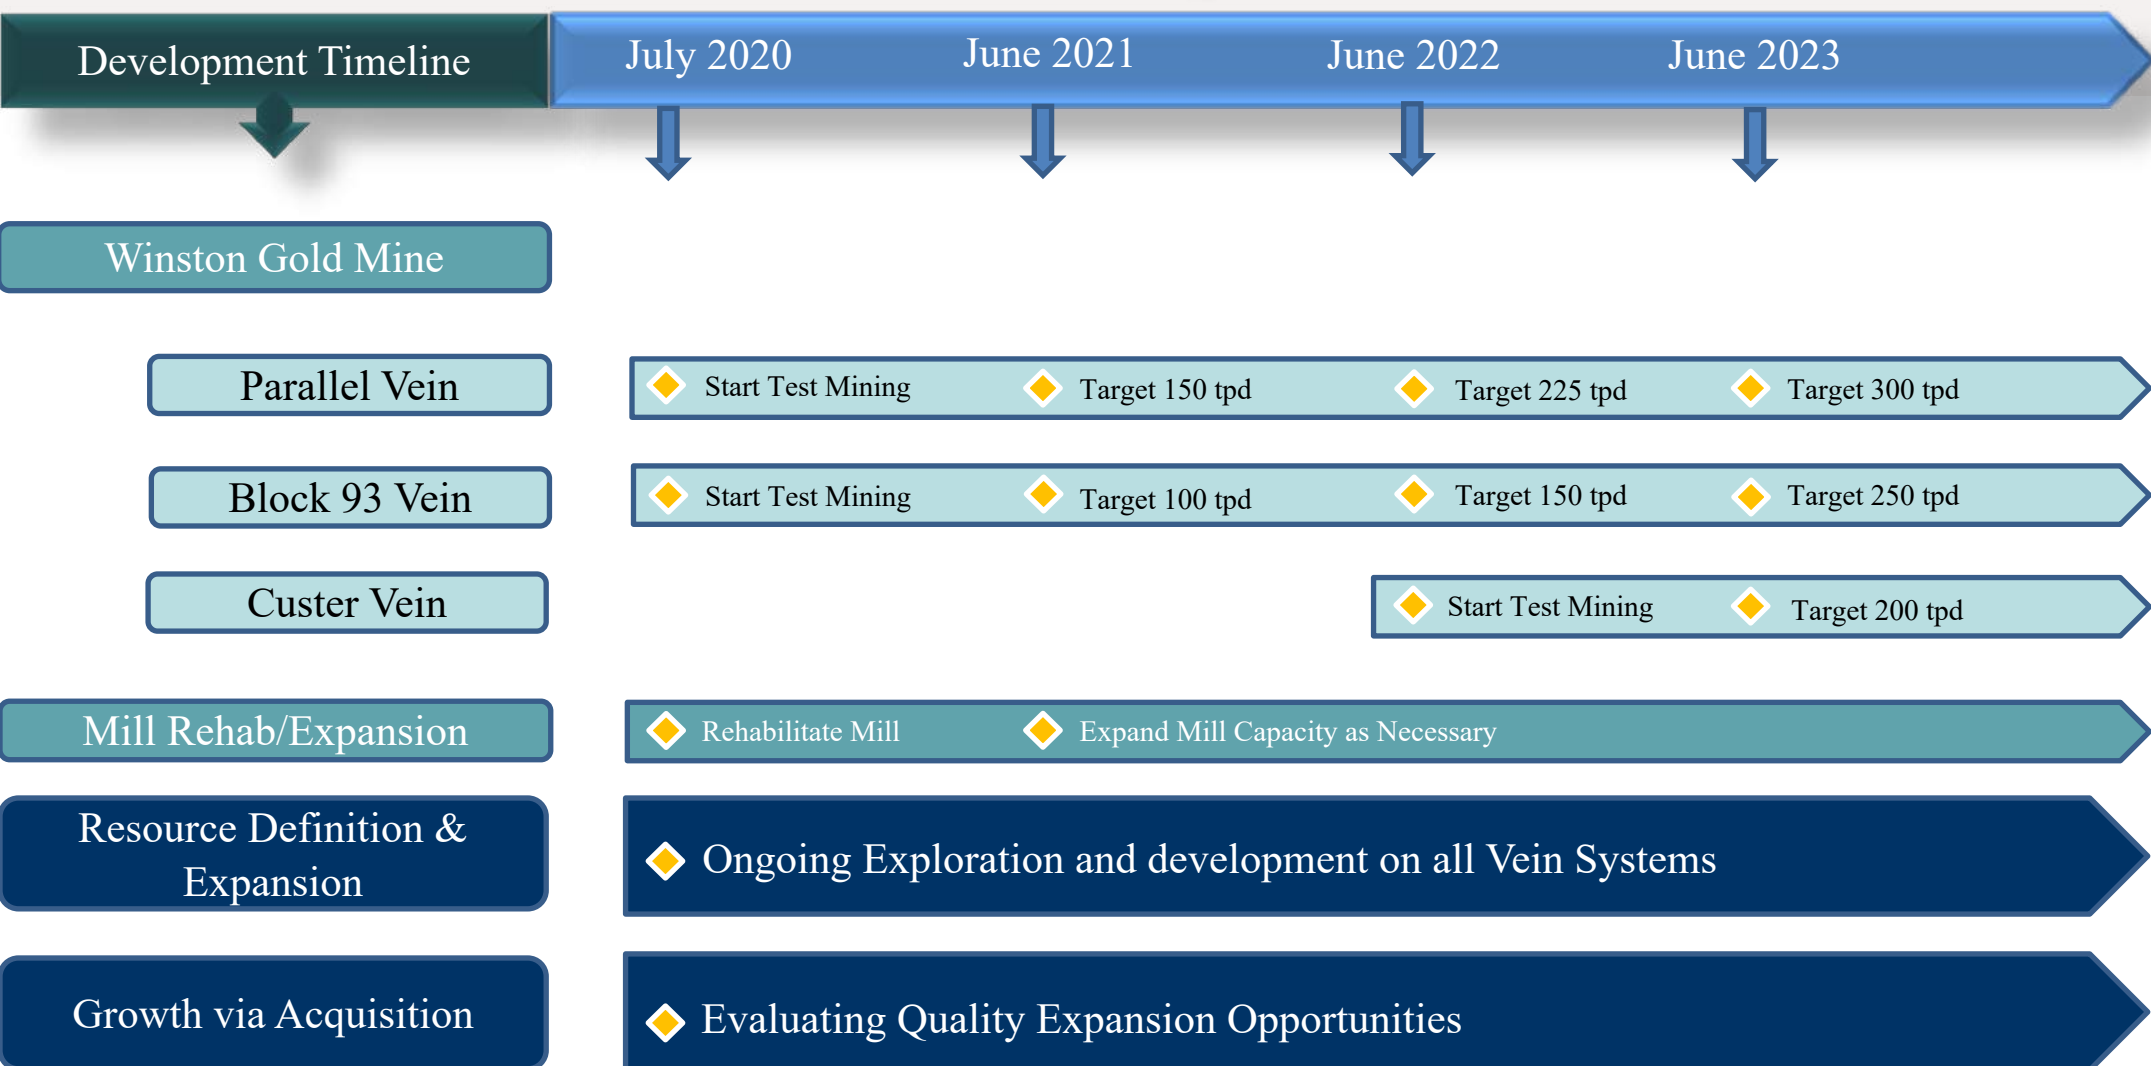 Development Timeline
July 2020
June 2021
June 2022
June 2023
Winston Gold Mine
Parallel Vein
Start Test Mining
Target 150 tpd
Target 225 tpd
Target 300 tpd
Block 93 Vein
Start Test Mining
Target 100 tpd
Target 150 tpd
Target 250 tpd
Custer Vein
Start Test Mining
Target 200 tpd
Mill Rehab/Expansion
Rehabilitate Mill
Expand Mill Capacity as Necessary
Resource Definition &
Expansion
Ongoing Exploration and development on all Vein Systems
Growth via Acquisition
Evaluating Quality Expansion Opportunities